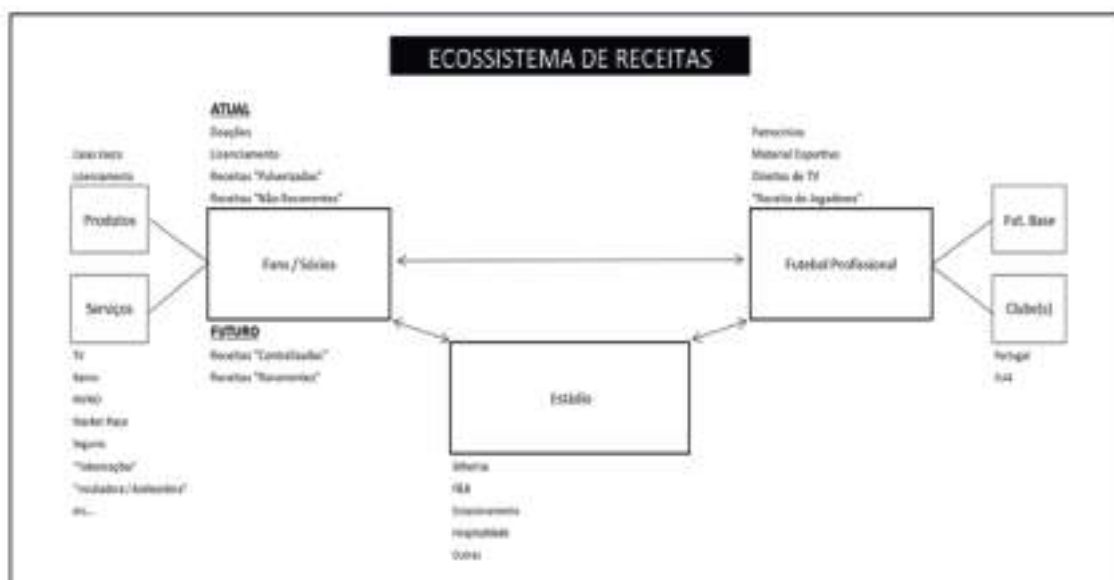 ECOSSISTEMA DE RECEITAS
ATUAL
Doações
Licenciamento
Receitas "Pulverizadas"
Receitas "Não Recorrentes"
Licenciamento
Produtos
Serviços
Fans / Sócios
FUTURO
Receitas "Centralizadas"
Receitas "Recorrentes"
TV
Banco
Market Place
Seguros
etc...
Patrocínios
Material Esportivo
Direitos de TV
"Receita de Jogadores"
Futebol Profissional
Fut. Base
Clube(s)
Portugal
Estádio
Bilheteria
F&B
Estacionamento
Hospitalidade
Outras